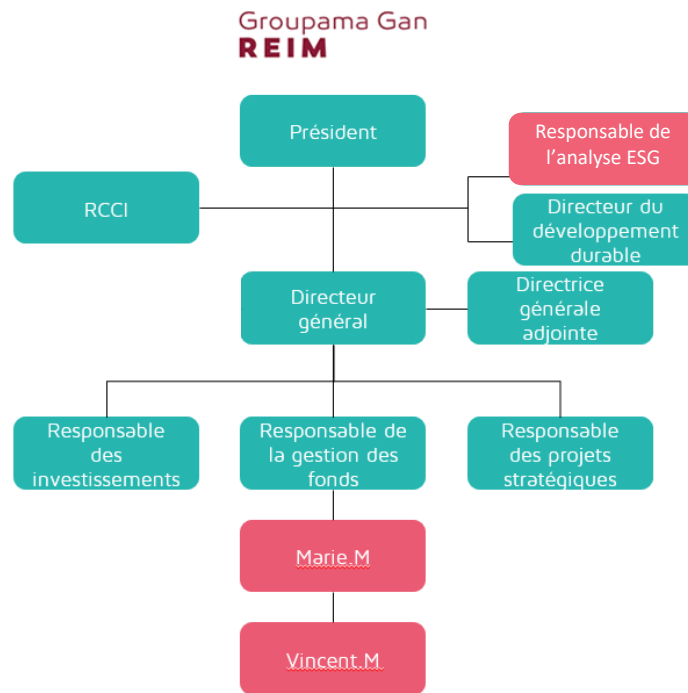 Groupama Gan
REIM
Président
Responsable de
l'analyse ESG
RCCI
Directeur du
développement
durable
Directeur
général
Directrice
générale
adjointe
Responsable
des
investissements
Responsable de
la gestion des
fonds
Responsable
des projets
stratégiques
Marie.M
Vincent.M